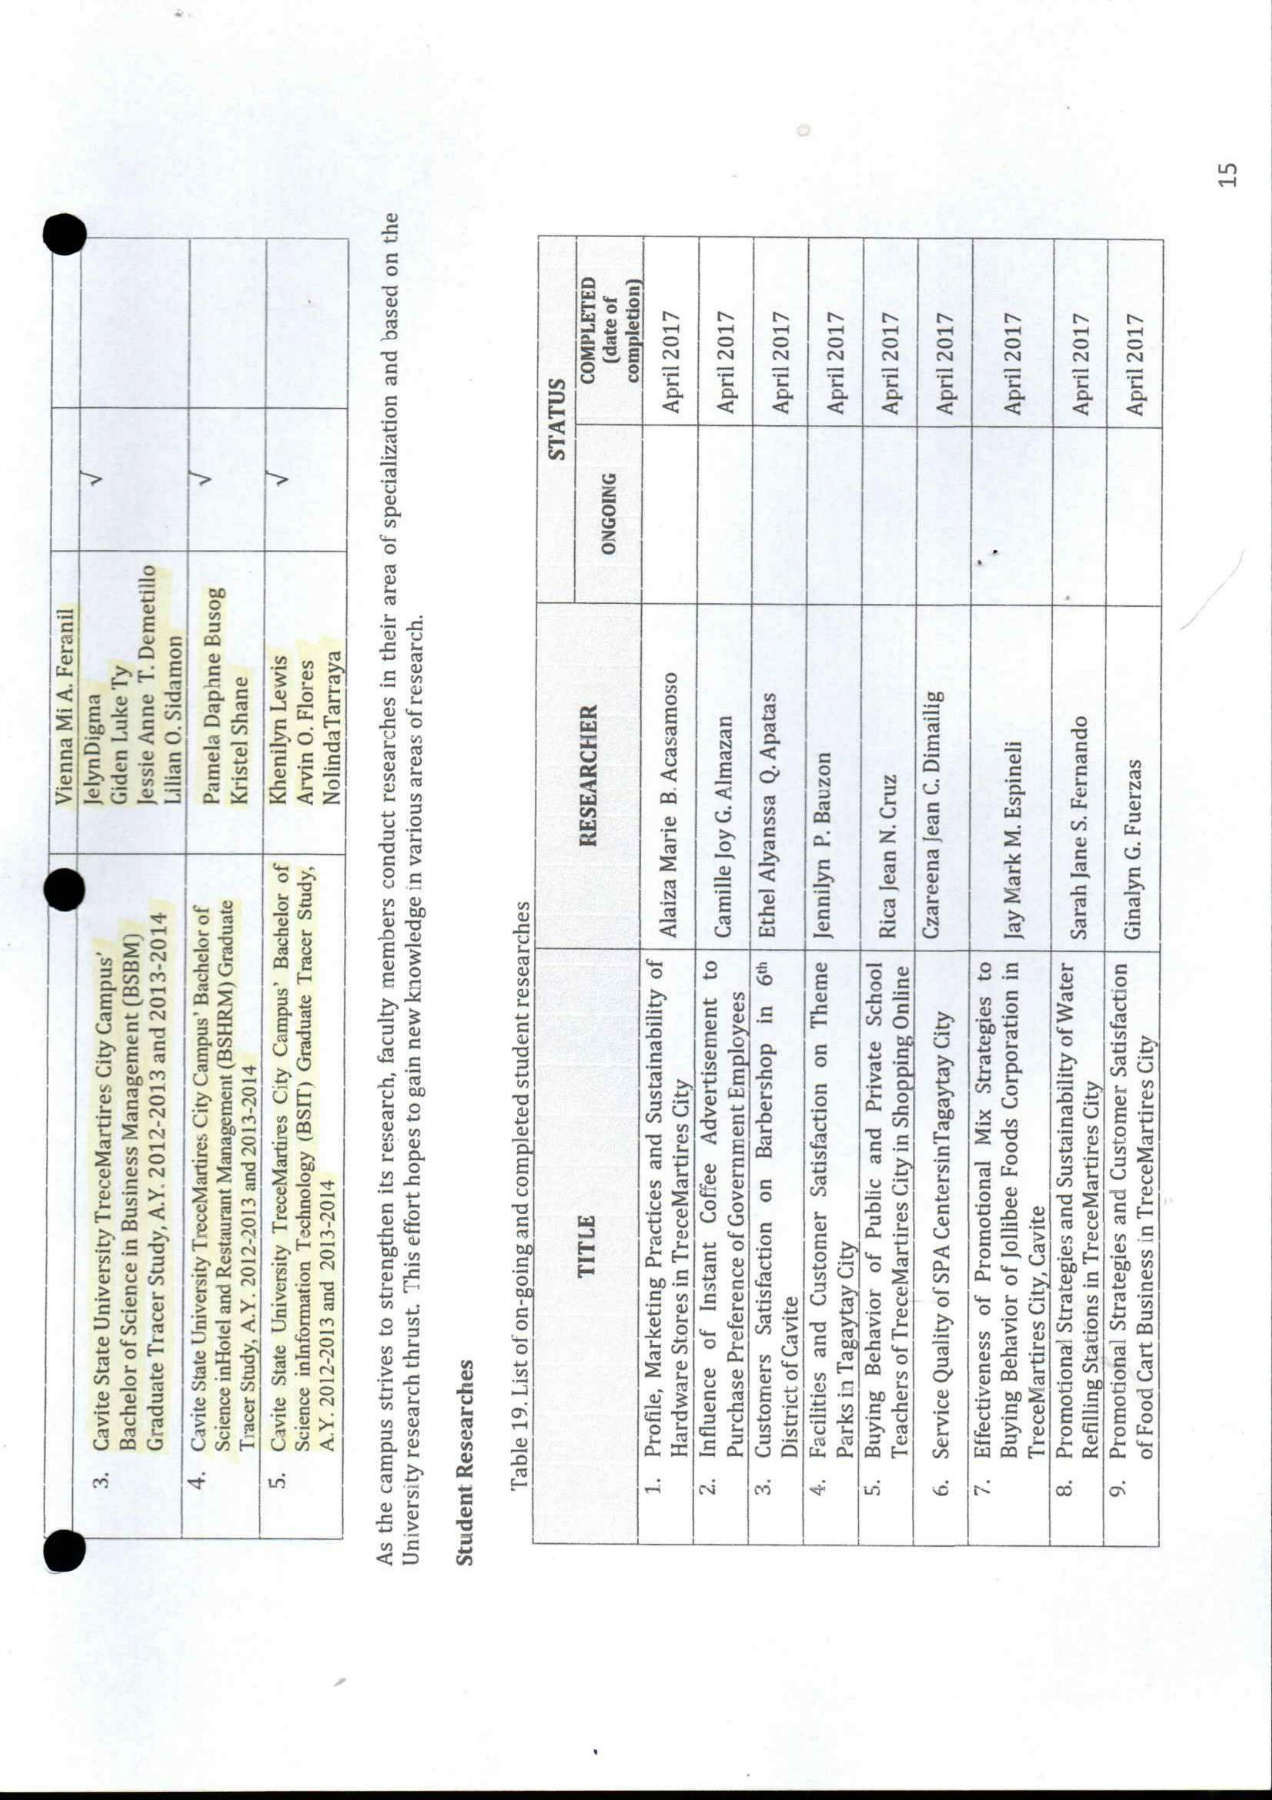 Vienna Mi A. Feranil
3. Cavite State University TreceMartires City Campus'
Bachelor of Science in Business Management (BSBM)
Graduate Tracer Study, A.Y. 2012-2013 and 2013-2014
JelynDigma
Giden Luke Ty
Jessie Anne T. Demetillo
Lilian O. Sidamon
√
4. Cavite State University TreceMartires City Campus' Bachelor of
Science inHotel and Restaurant Management (BSHRM) Graduate
Tracer Study, A.Y. 2012-2013 and 2013-2014
Pamela Daphne Busog
Kristel Shane
√
5. Cavite State University TreceMartires City Campus' Bachelor of
Science inInformation Technology (BSIT) Graduate Tracer Study,
A.Y. 2012-2013 and 2013-2014
Khenilyn Lewis
Arvin O. Flores
NolindaTarraya
√
As the campus strives to strengthen its research, faculty members conduct researches in their area of specialization and based on the
University research thrust. This effort hopes to gain new knowledge in various areas of research.
Student Researches
Table 19. List of on-going and completed student researches
TITLE
RESEARCHER
STATUS
ONGOING
COMPLETED
(date of
completion)
1. Profile, Marketing Practices and Sustainability of
Hardware Stores in TreceMartires City
Alaiza Marie B. Acasamoso
April 2017
2. Influence of Instant Coffee Advertisement to
Purchase Preference of Government Employees
Camille Joy G. Almazan
April 2017
3. Customers Satisfaction on Barbershop in 6th
District of Cavite
Ethel Alyanssa Q. Apatas
April 2017
4. Facilities and Customer Satisfaction on Theme
Parks in Tagaytay City
Jennilyn P. Bauzon
April 2017
5. Buying Behavior of Public and Private School
Teachers of TreceMartires City in Shopping Online
Rica Jean N. Cruz
April 2017
6. Service Quality of SPA CentersinTagaytay City
Czareena Jean C. Dimailig
April 2017
7. Effectiveness of Promotional Mix Strategies to
Buying Behavior of Jollibee Foods Corporation in
TreceMartires City, Cavite
Jay Mark M. Espineli
April 2017
8. Promotional Strategies and Sustainability of Water
Refilling Stations in TreceMartires City
Sarah Jane S. Fernando
April 2017
9. Promotional Strategies and Customer Satisfaction
of Food Cart Business in TreceMartires City
Ginalyn G. Fuerzas
April 2017
15